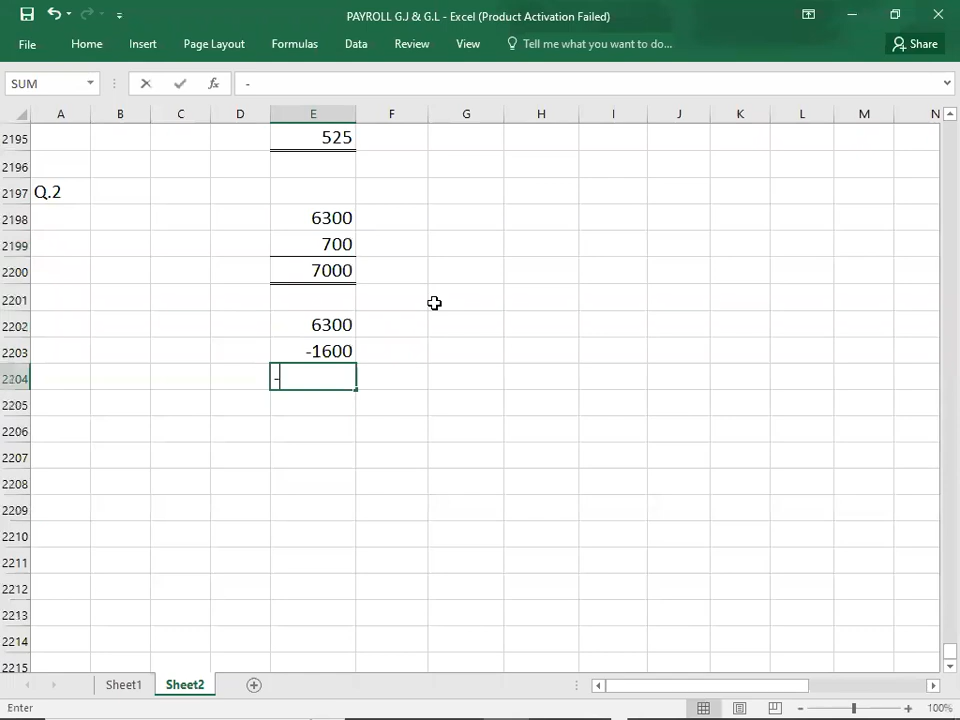 PAYROLL GJ & G.L - Excel (Product Activation Failed)
File Home Insert Page Layout Formulas Data Review View Tell me what you want to do... Share
SUM -
A B C D E F G H I J K L M N
2195 525
2196
2197 Q.2
2198 6300
2199 700
2200 7000
2201
2202 6300
2203 -1600
2204 -
2205
2206
2207
2208
2209
2210
2211
2212
2213
2214
2215
Sheet1 Sheet2
Enter 100%